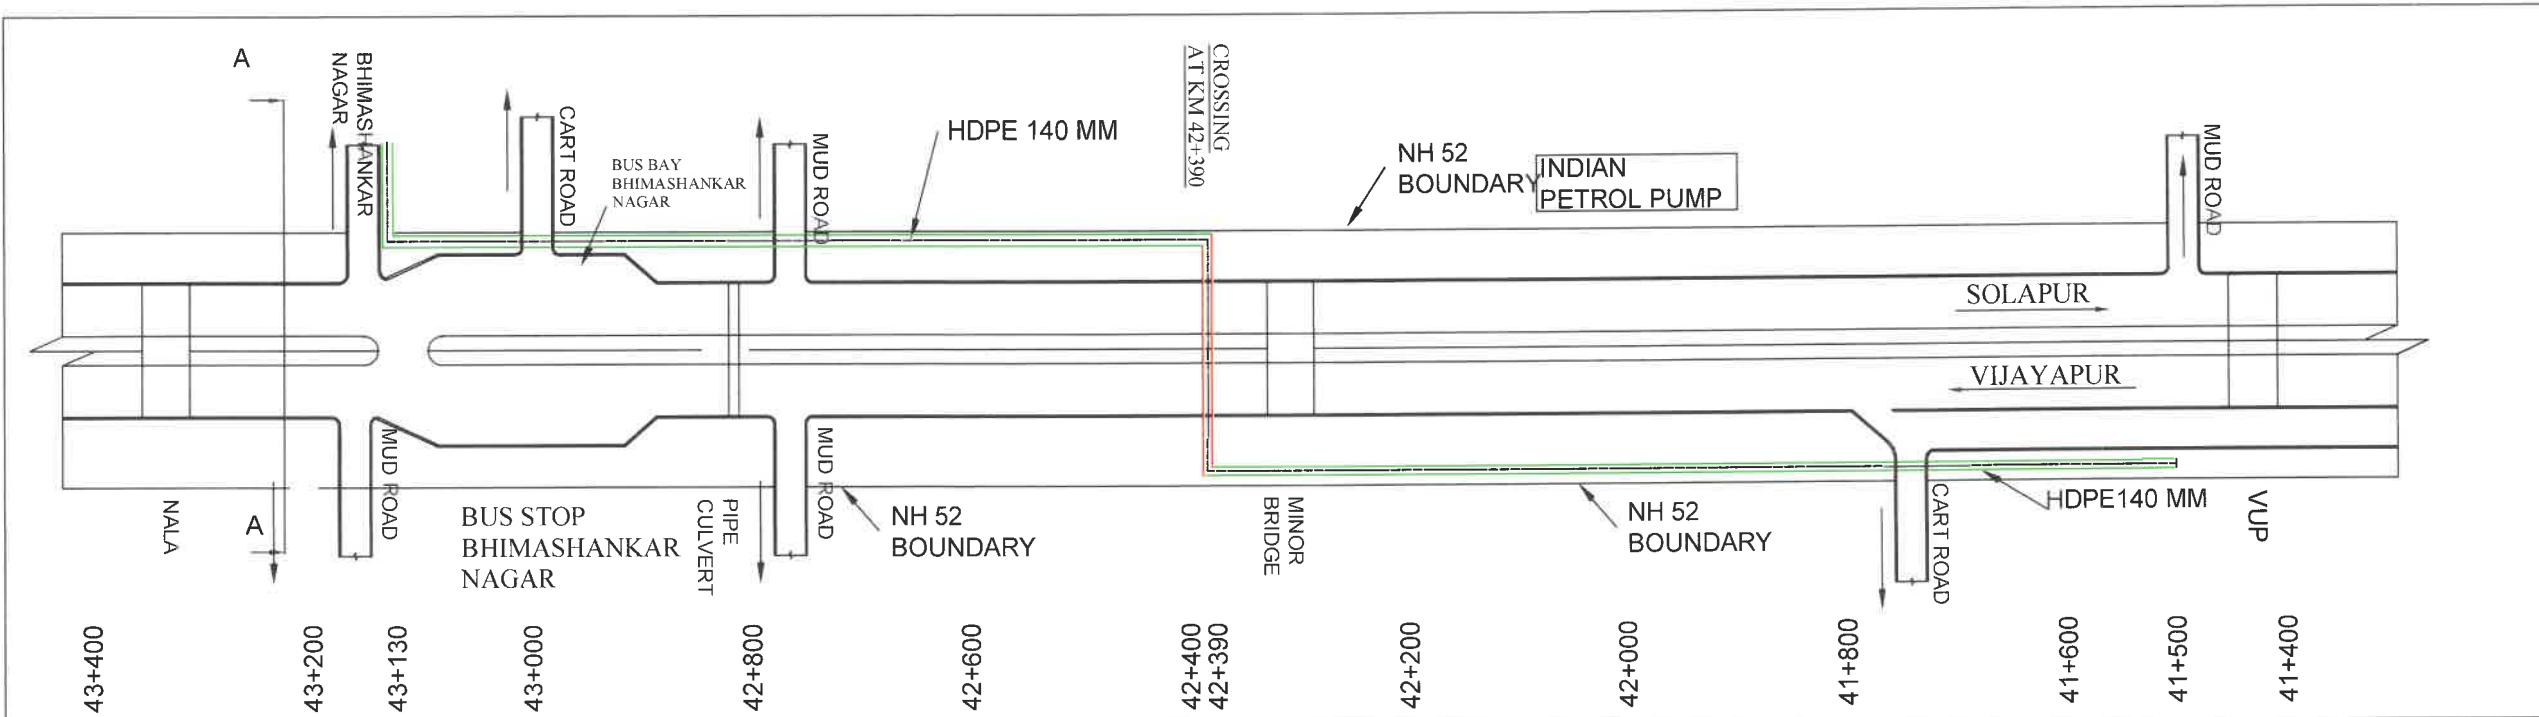 A
BHIMASHANKAR
NAGAR
BHIMASHANKAR
CART ROAD
BUS BAY
BHIMASHANKAR
NAGAR
MUD ROAD
HDPE 140 MM
CROSSING
AT KM 42+390
NH 52
BOUNDARY
INDIAN
PETROL PUMP
MUD ROAD
SOLAPUR
VIJAYAPUR
NALA
A
MUD ROAD
BUS STOP
BHIMASHANKAR
NAGAR
PIPE
CULVERT
MUD ROAD
NH 52
BOUNDARY
MINOR
BRIDGE
NH 52
BOUNDARY
CART ROAD
HDPE140 MM
VUP
43+400
43+200
43+130
43+000
42+800
42+600
42+400
42+390
42+200
42+000
41+800
41+600
41+500
41+400